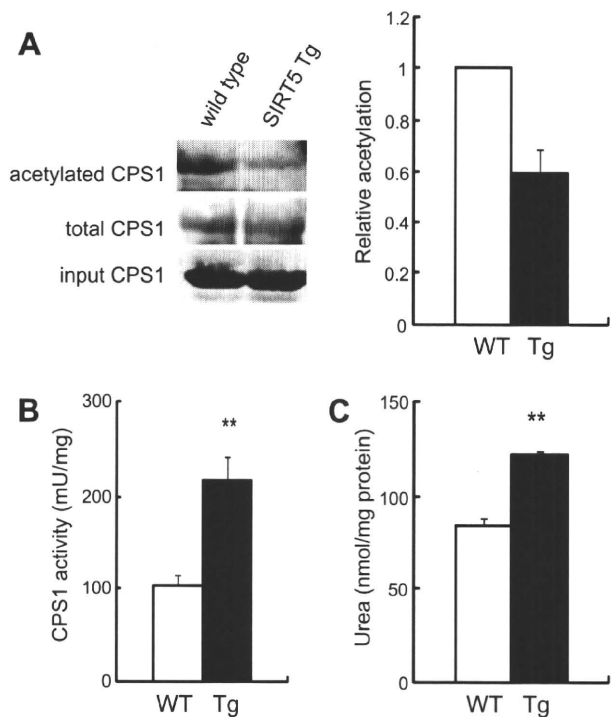 A
wild type
SIRT5 Tg
acetylated CPS1
total CPS1
input CPS1
Relative acetylation
1.2
1
0.8
0.6
0.4
0.2
0
WT Tg
B
CPS1 activity (mU/mg)
300
200
100
0
**
WT Tg
C
Urea (nmol/mg protein)
150
100
50
0
**
WT Tg